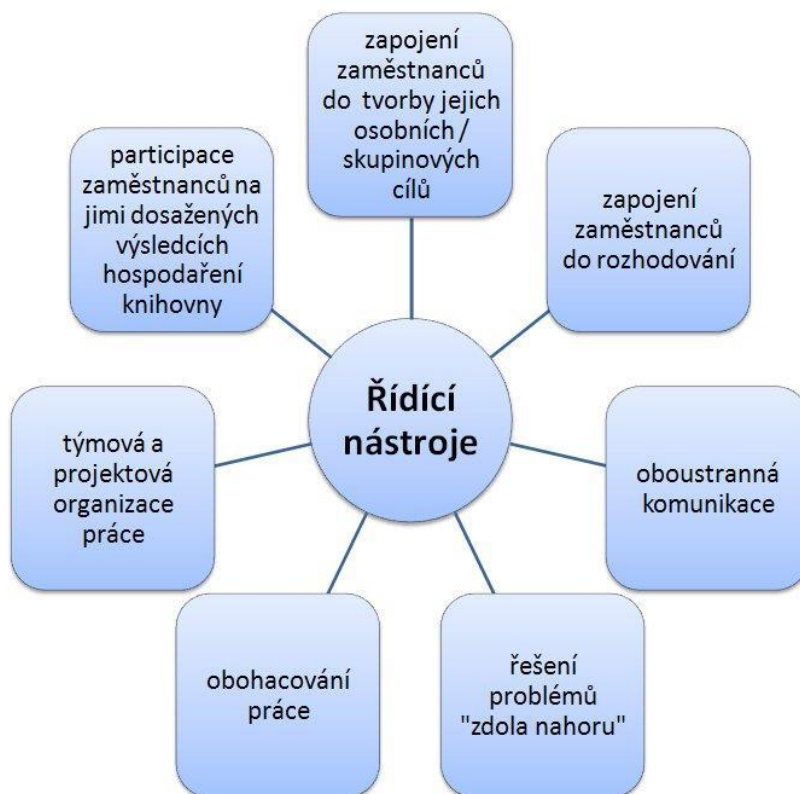 Řídící
nástroje
zapojení
zaměstnanců
do tvorby jejich
osobních /
skupinových
cílů
zapojení
zaměstnanců
do rozhodování
oboustranná
komunikace
řešení
problémů
"zdola nahoru"
obohacování
práce
týmová a
projektová
organizace
práce
participace
zaměstnanců na
jimi dosažených
výsledcích
hospodaření
knihovny